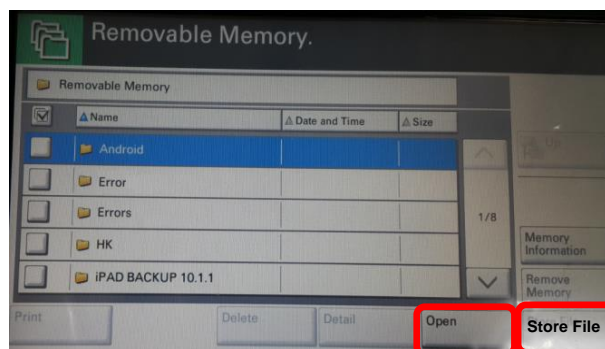 Removable Memory.
Removable Memory
Name
Date and Time
Size
Up
Android
Error
Errors
1/8
HK
Memory
Information
iPAD BACKUP 10.1.1
Remove
Memory
Print
Delete
Detail
Open
Store File